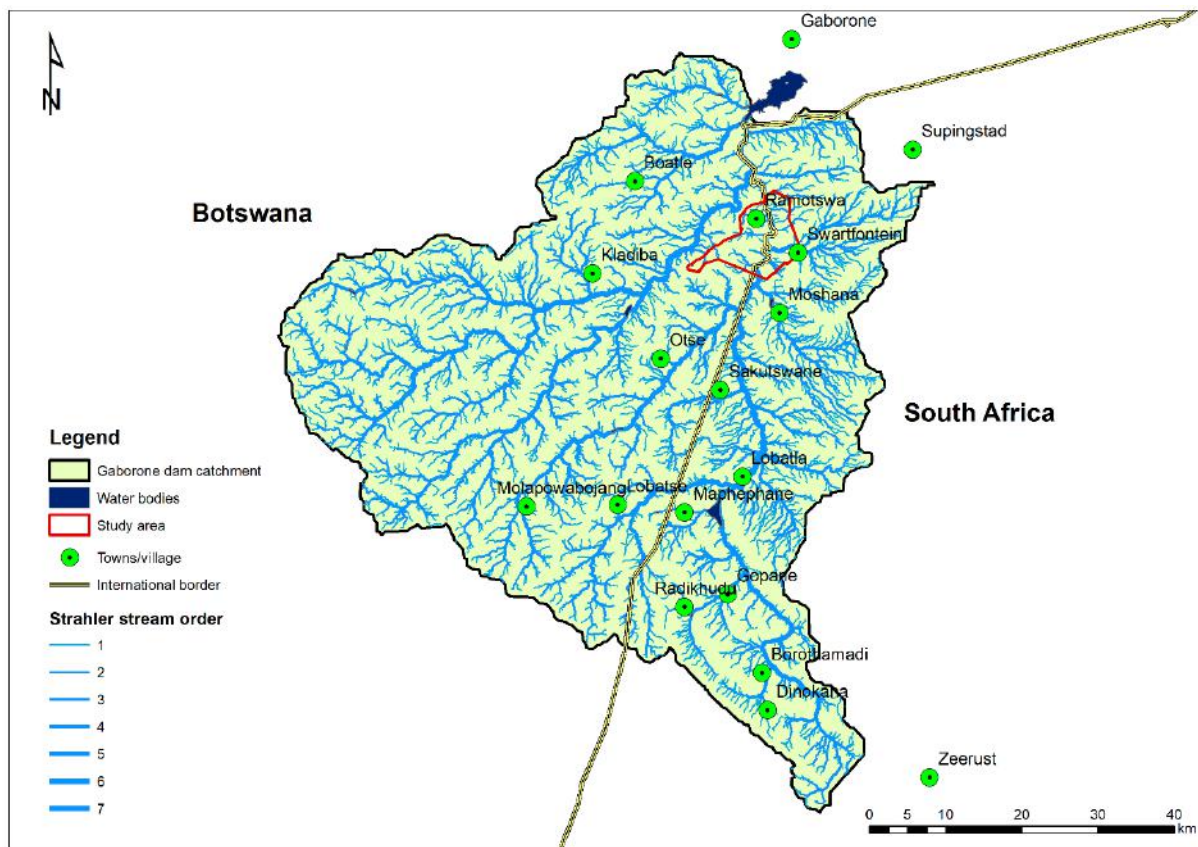 Gaborone
N
Supingstad
Boatle
Botswana
Ramotswa
Swartfontein
Kladiba
Moshana
Otse
Sakutswane
South Africa
Legend
Gaborone dam catchment
Water bodies
Study area
Towns/village
International border
Strahler stream order
1
2
3
4
5
6
7
Lobatla
Molapowabojang
Lobatse
Maphephane
Gopane
Radikhudu
Borothamadi
Dinokana
Zeerust
0 5 10 20 30 40
km